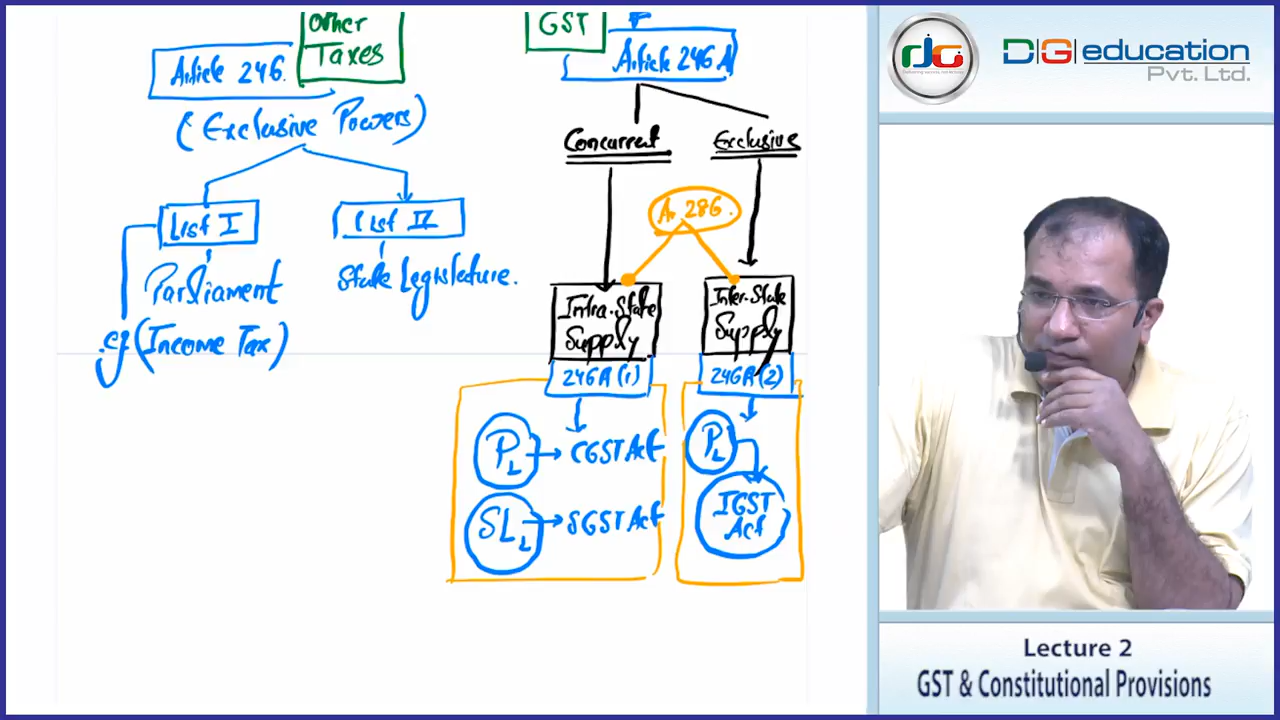 Other
Taxes
Article 246.
(Exclusive Powers)
List I
List II
Parliament
State Legislature.
eg (Income Tax)
GST
Article 246A
Concurrent
Exclusive
Ar. 286.
Intra-State
Supply
246A (1)
Inter-State
Supply
246A (2)
PL → CGST Act
SLL → SGST Act
PL
IGST
Act
DG education
Pvt. Ltd.
Lecture 2
GST & Constitutional Provisions